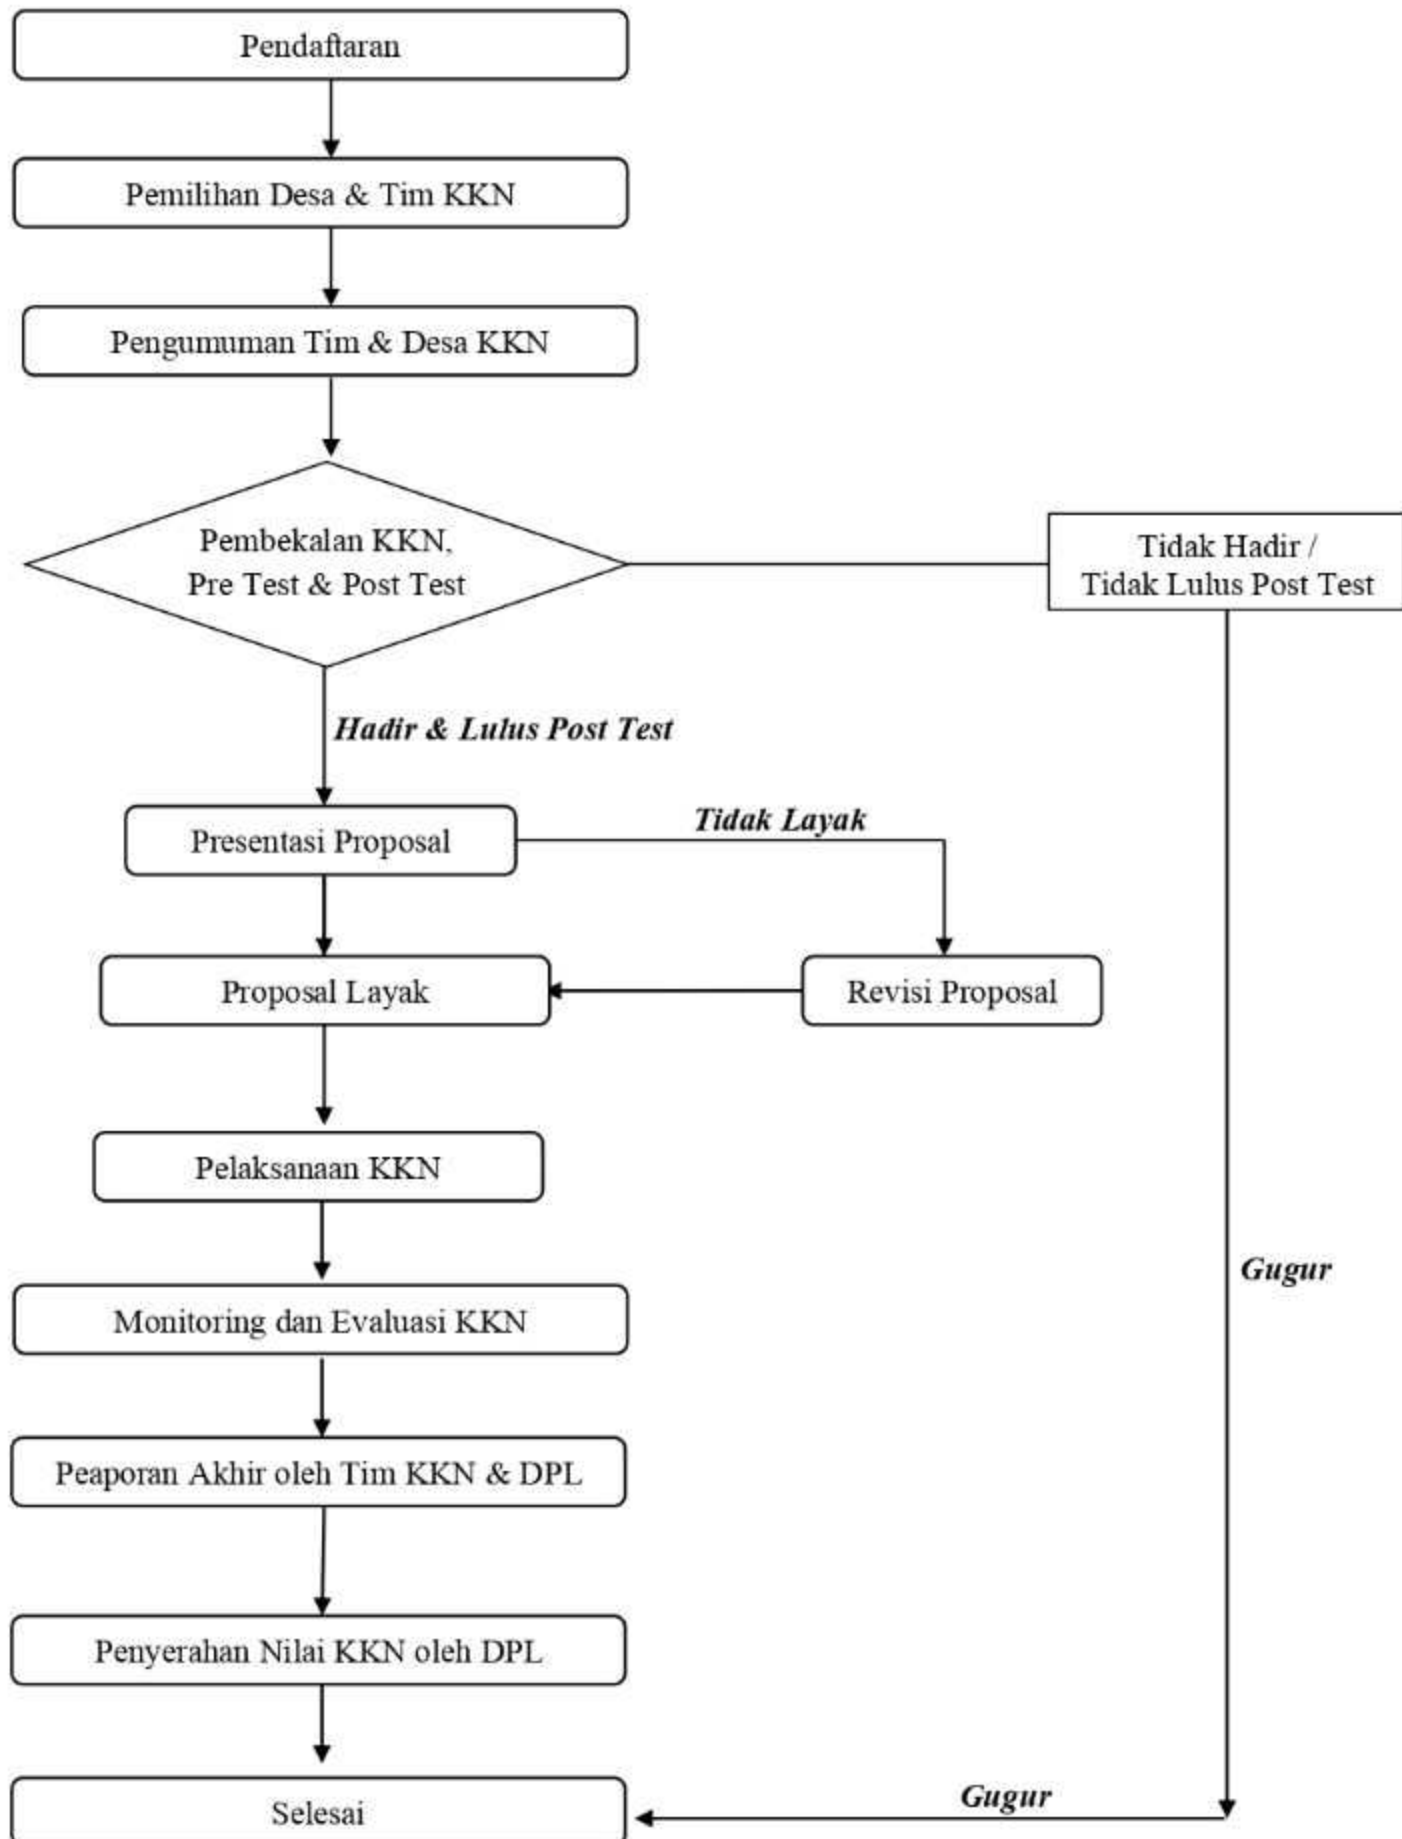 Pendaftaran
Pemilihan Desa & Tim KKN
Pengumuman Tim & Desa KKN
Pembekalan KKN,
Pre Test & Post Test
Tidak Hadir /
Tidak Lulus Post Test
Hadir & Lulus Post Test
Presentasi Proposal
Tidak Layak
Proposal Layak
Revisi Proposal
Pelaksanaan KKN
Gugur
Monitoring dan Evaluasi KKN
Peaporan Akhir oleh Tim KKN & DPL
Penyerahan Nilai KKN oleh DPL
Gugur
Selesai